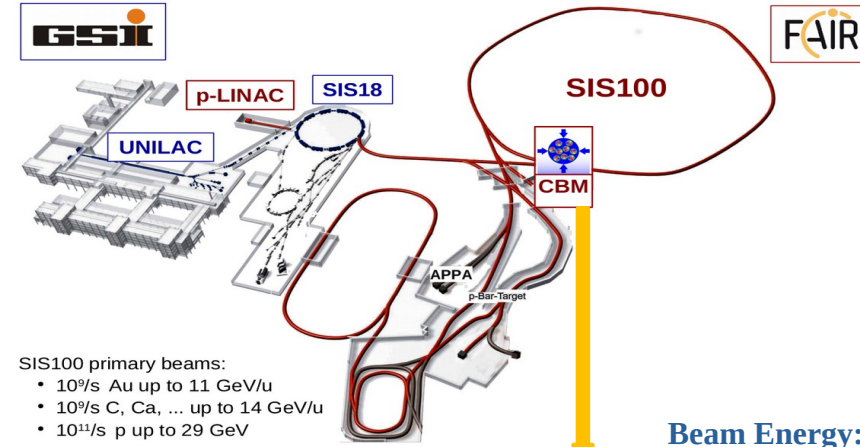 GSI
FAIR
p-LINAC
SIS18
SIS100
UNILAC
CBM
APPA
p-Bar-Target
SIS100 primary beams:
• 10⁹/s Au up to 11 GeV/u
• 10⁹/s C, Ca, ... up to 14 GeV/u
• 10¹¹/s p up to 29 GeV
Beam Energy: